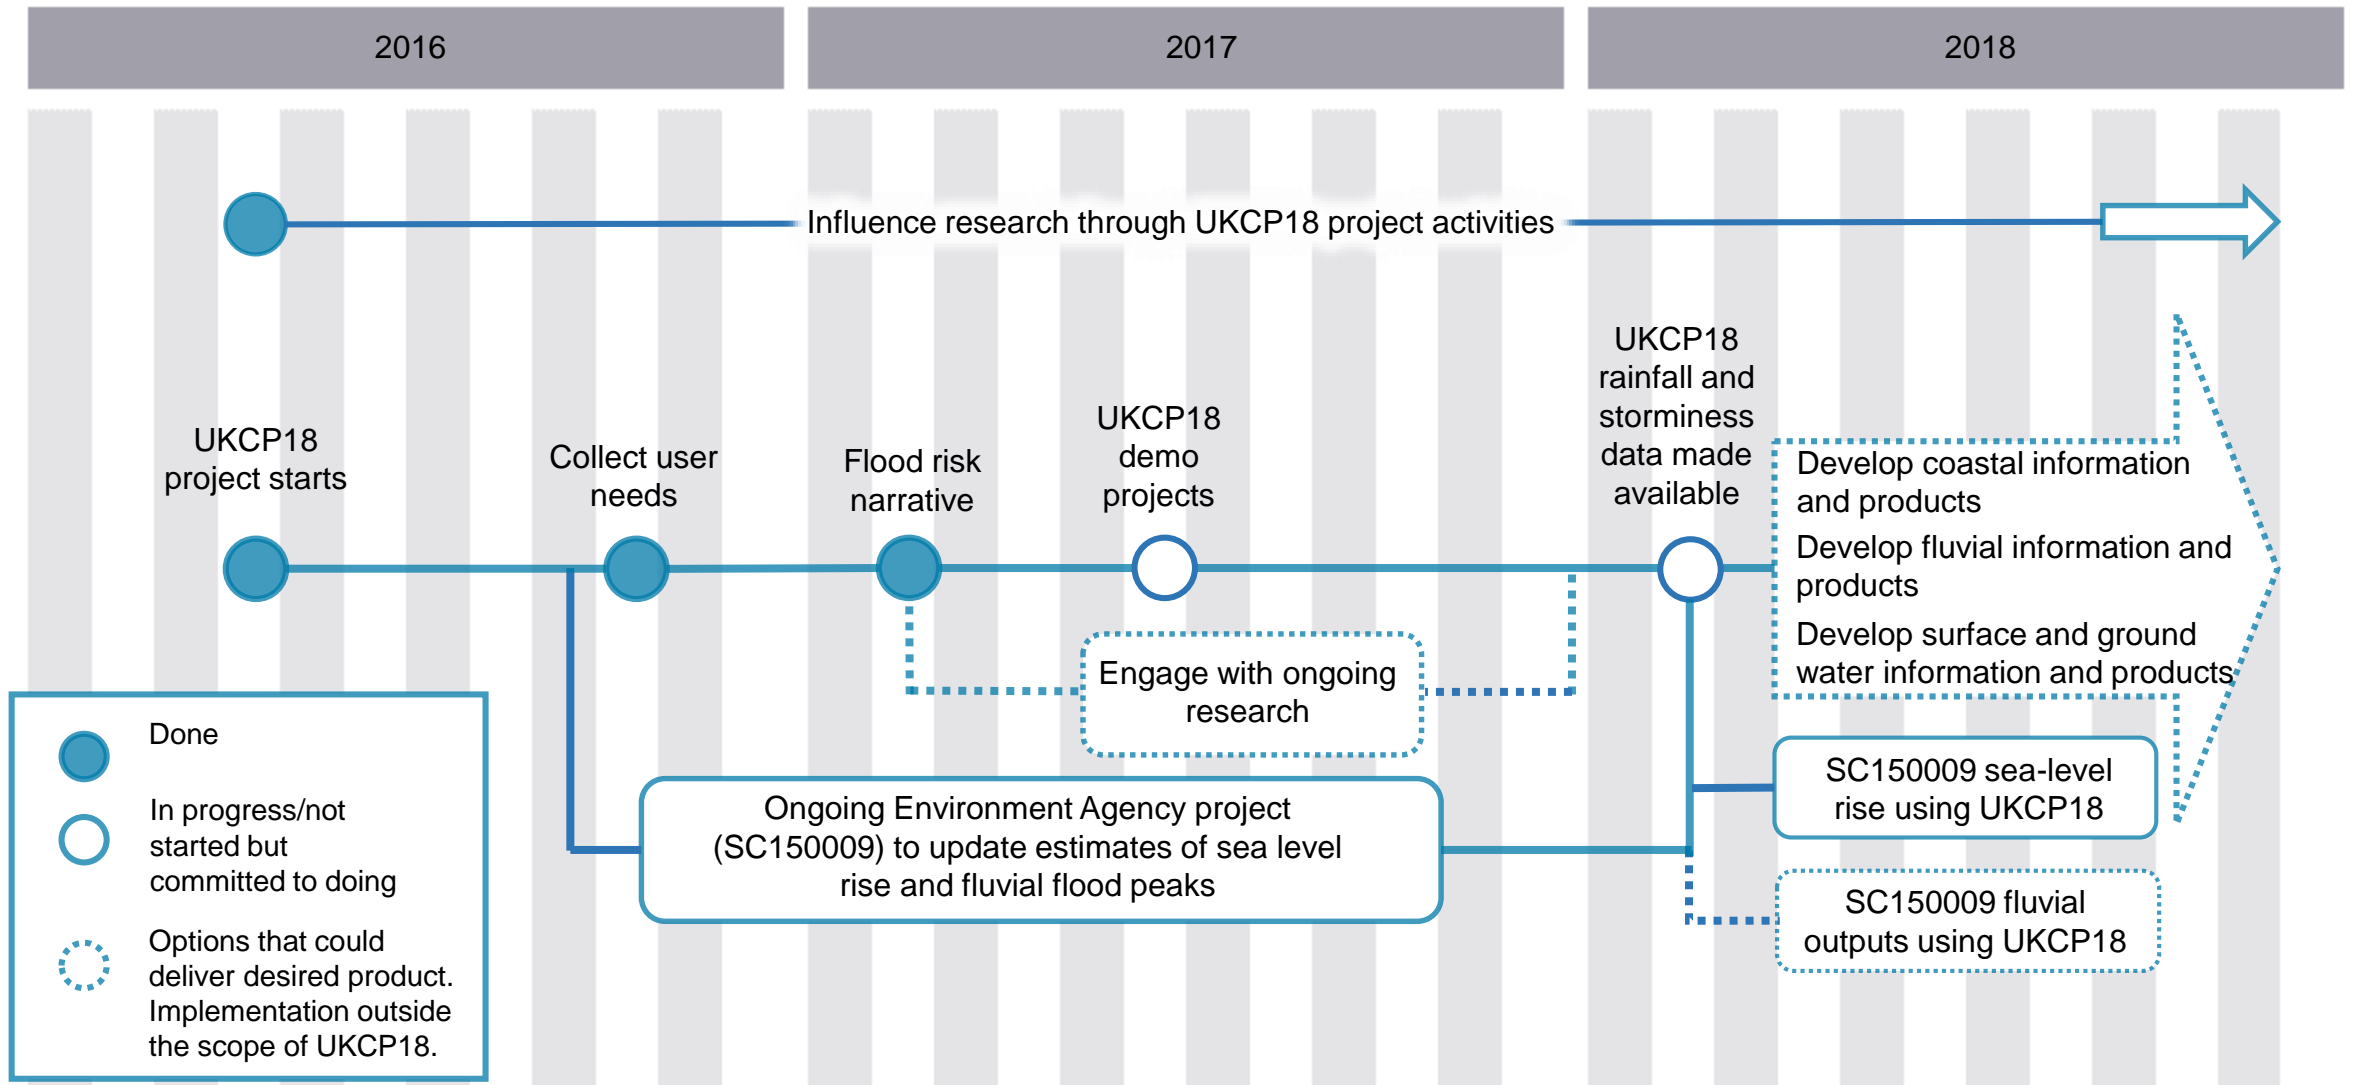 2016
2017
2018
Influence research through UKCP18 project activities
UKCP18
project starts
Collect user
needs
Flood risk
narrative
UKCP18
demo
projects
UKCP18
rainfall and
storminess
data made
available
Develop coastal information
and products
Develop fluvial information and
products
Develop surface and ground
water information and products
Engage with ongoing
research
Ongoing Environment Agency project
(SC150009) to update estimates of sea level
rise and fluvial flood peaks
SC150009 sea-level
rise using UKCP18
SC150009 fluvial
outputs using UKCP18
Done
In progress/not
started but
committed to doing
Options that could
deliver desired product.
Implementation outside
the scope of UKCP18.